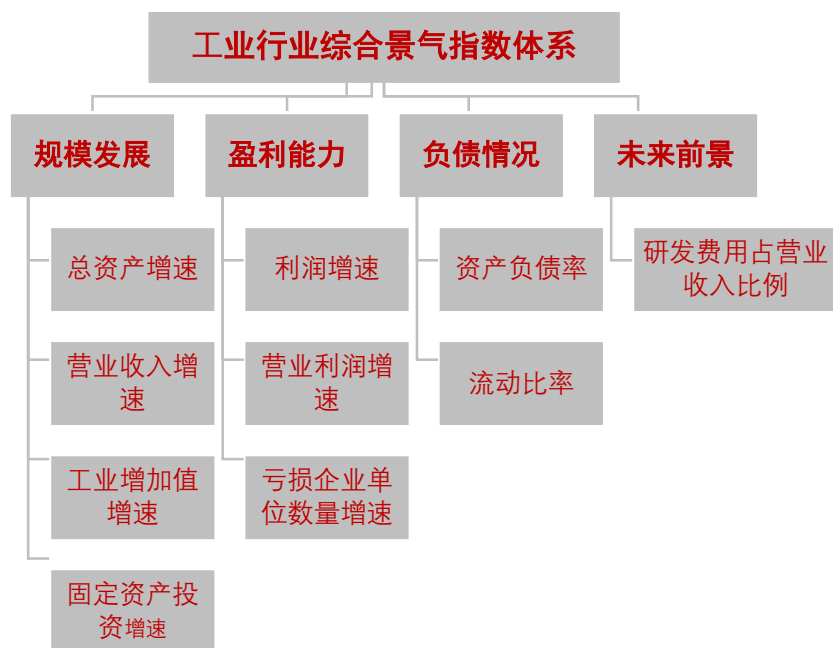 工业行业综合景气指数体系
规模发展
盈利能力
负债情况
未来前景
总资产增速
利润增速
资产负债率
研发费用占营业
收入比例
营业收入增
速
营业利润增
速
流动比率
工业增加值
增速
亏损企业单
位数量增速
固定资产投
资增速